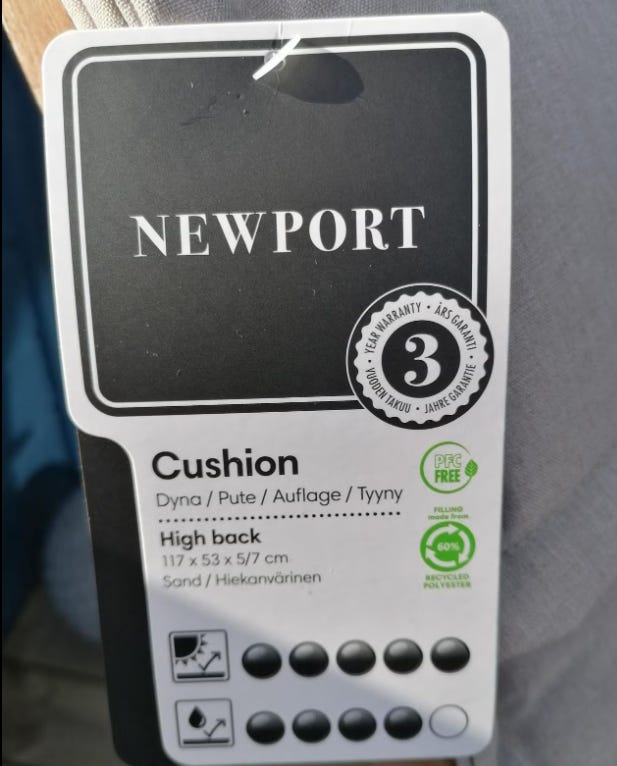 NEWPORT
YEAR WARRANTY • ÅRS GARANTI • JAHRE GARANTIE • VUODEN TAKUU •
3
Cushion
Dyna / Pute / Auflage / Tyyny
High back
117 x 53 x 5/7 cm
Sand / Hiekanvärinen
PFC
FREE
FILLING
made from
60%
RECYCLED
POLYESTER